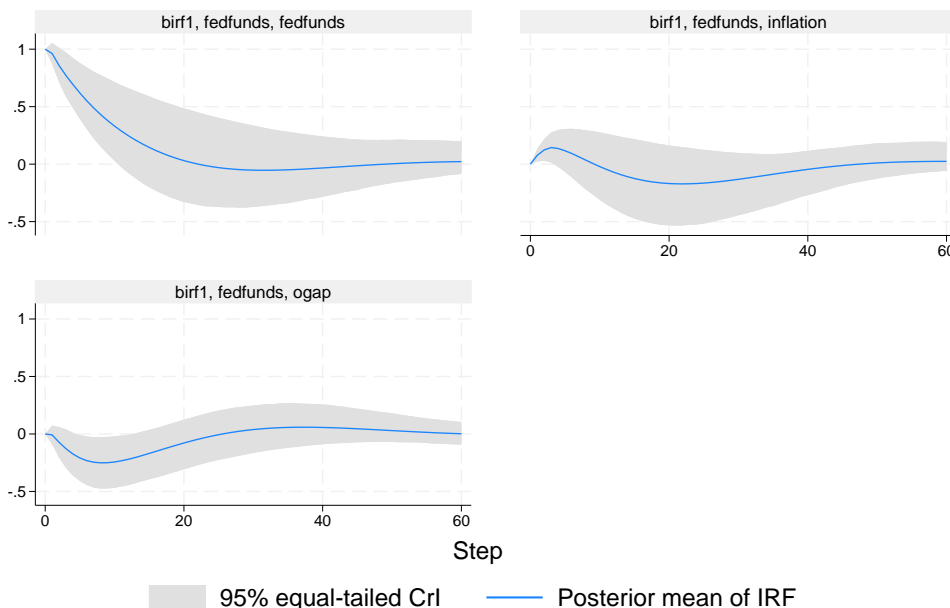 birf1, fedfunds, fedfunds
birf1, fedfunds, inflation
1
.5
0
-.5
0
20
40
60
birf1, fedfunds, ogap
1
.5
0
-.5
0
20
40
60
Step
95% equal-tailed CrI
Posterior mean of IRF